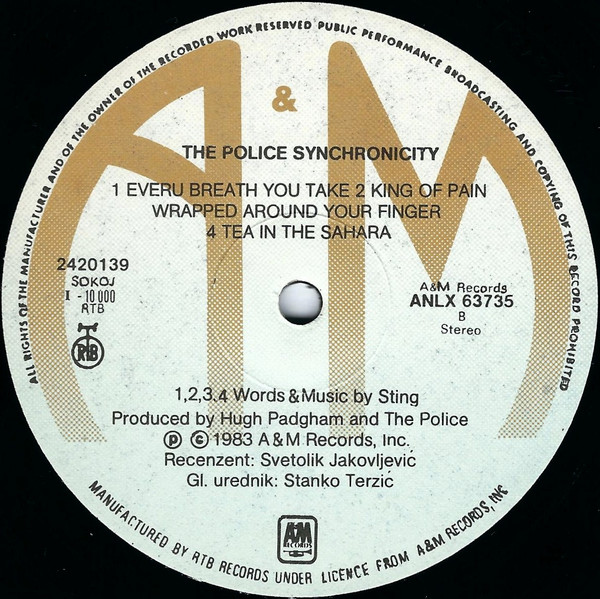 ALL RIGHTS OF THE MANUFACTURER AND OF THE OWNER OF THE RECORDED WORK RESERVED PUBLIC PERFORMANCE BROADCASTING AND COPYING OF THIS RECORD PROHIBITED
&
THE POLICE SYNCHRONICITY
1 EVERU BREATH YOU TAKE 2 KING OF PAIN
WRAPPED AROUND YOUR FINGER
4 TEA IN THE SAHARA
2420139
SOKOJ
I - 10 000
RTB
RTB
A&M Records
ANLX 63735
B
Stereo
1,2,3,4 Words & Music by Sting
Produced by Hugh Padgham and The Police
Ⓟ © 1983 A & M Records, Inc.
Recenzent: Svetolik Jakovljević
Gl. urednik: Stanko Terzić
A&M
RECORDS
MANUFACTURED BY RTB RECORDS UNDER LICENCE FROM A&M RECORDS, INC